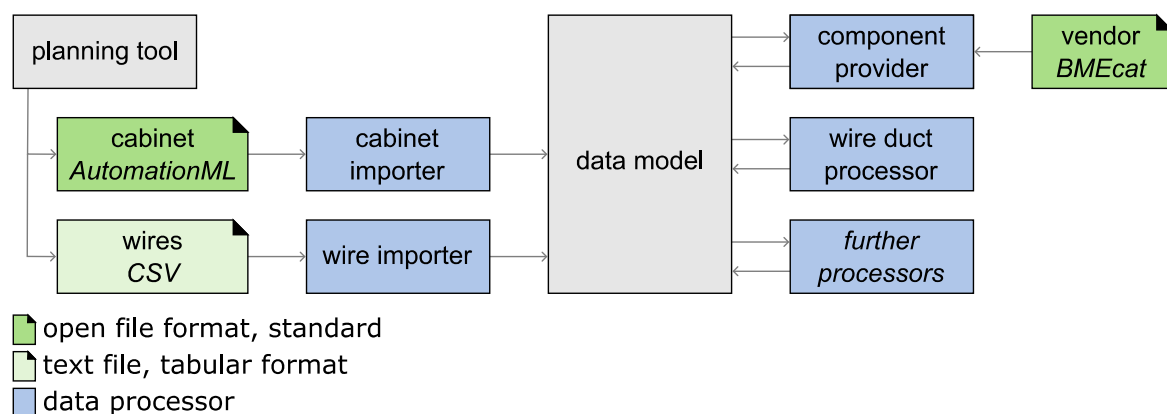 planning tool
cabinet
AutomationML
wires
CSV
cabinet
importer
wire importer
data model
component
provider
wire duct
processor
further
processors
vendor
BMEcat
open file format, standard
text file, tabular format
data processor